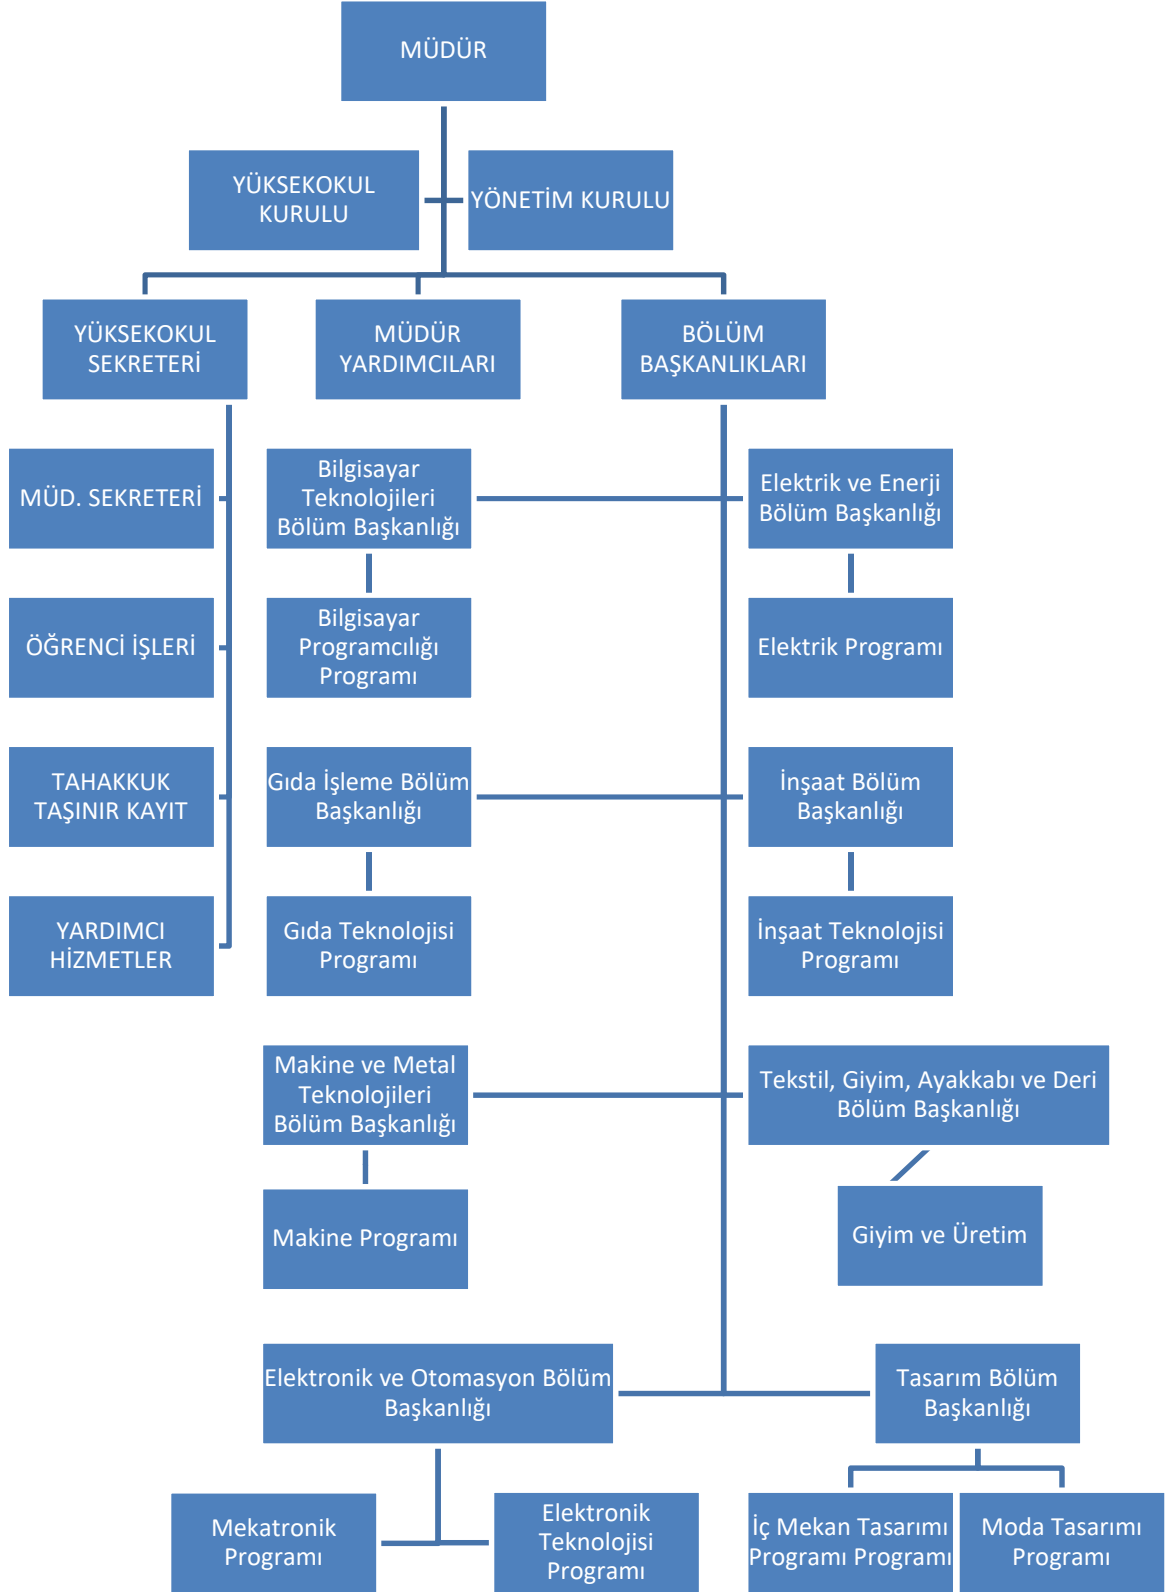 MÜDÜR
YÜKSEKOKUL
KURULU
YÖNETİM KURULU
YÜKSEKOKUL
SEKRETERİ
MÜDÜR
YARDIMCILARI
BÖLÜM
BAŞKANLIKLARI
MÜD. SEKRETERİ
Bilgisayar
Teknolojileri
Bölüm Başkanlığı
Elektrik ve Enerji
Bölüm Başkanlığı
ÖĞRENCİ İŞLERİ
Bilgisayar
Programcılığı
Programı
Elektrik Programı
TAHAKKUK
TAŞINIR KAYIT
Gıda İşleme Bölüm
Başkanlığı
İnşaat Bölüm
Başkanlığı
YARDIMCI
HİZMETLER
Gıda Teknolojisi
Programı
İnşaat Teknolojisi
Programı
Makine ve Metal
Teknolojileri
Bölüm Başkanlığı
Tekstil, Giyim, Ayakkabı ve Deri
Bölüm Başkanlığı
Makine Programı
Giyim ve Üretim
Elektronik ve Otomasyon Bölüm
Başkanlığı
Tasarım Bölüm
Başkanlığı
Mekatronik
Programı
Elektronik
Teknolojisi
Programı
İç Mekan Tasarımı
Programı Programı
Moda Tasarımı
Programı